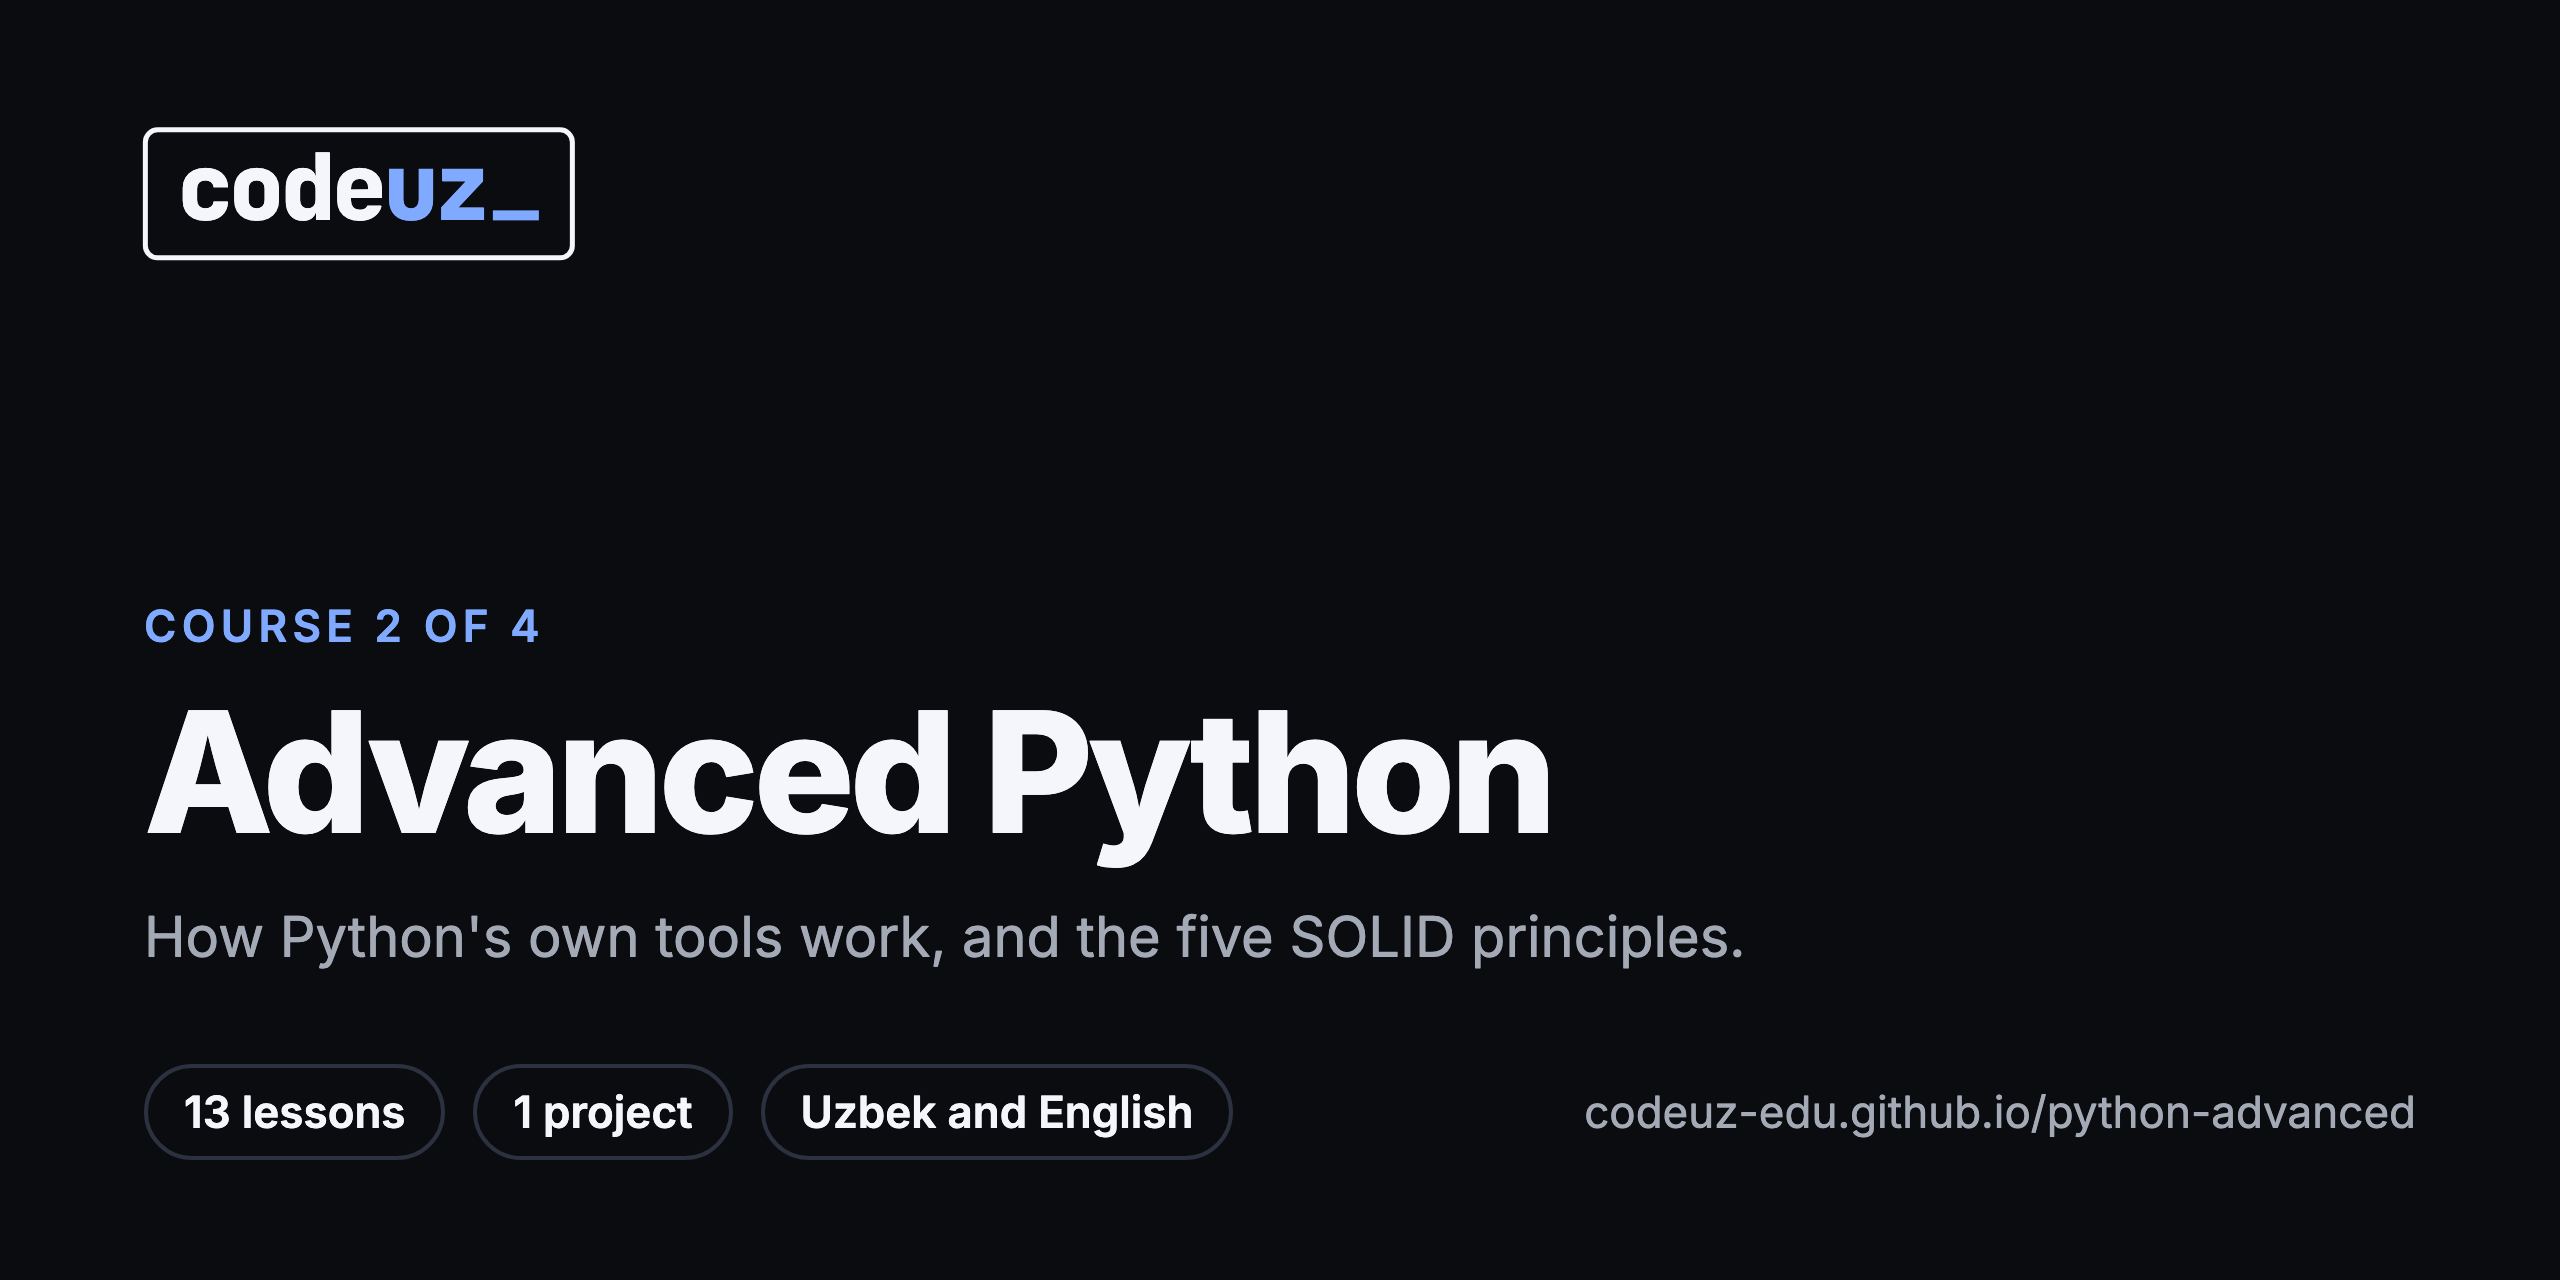 codeuz_
COURSE 2 OF 4
Advanced Python
How Python's own tools work, and the five SOLID principles.
13 lessons
1 project
Uzbek and English
codeuz-edu.github.io/python-advanced